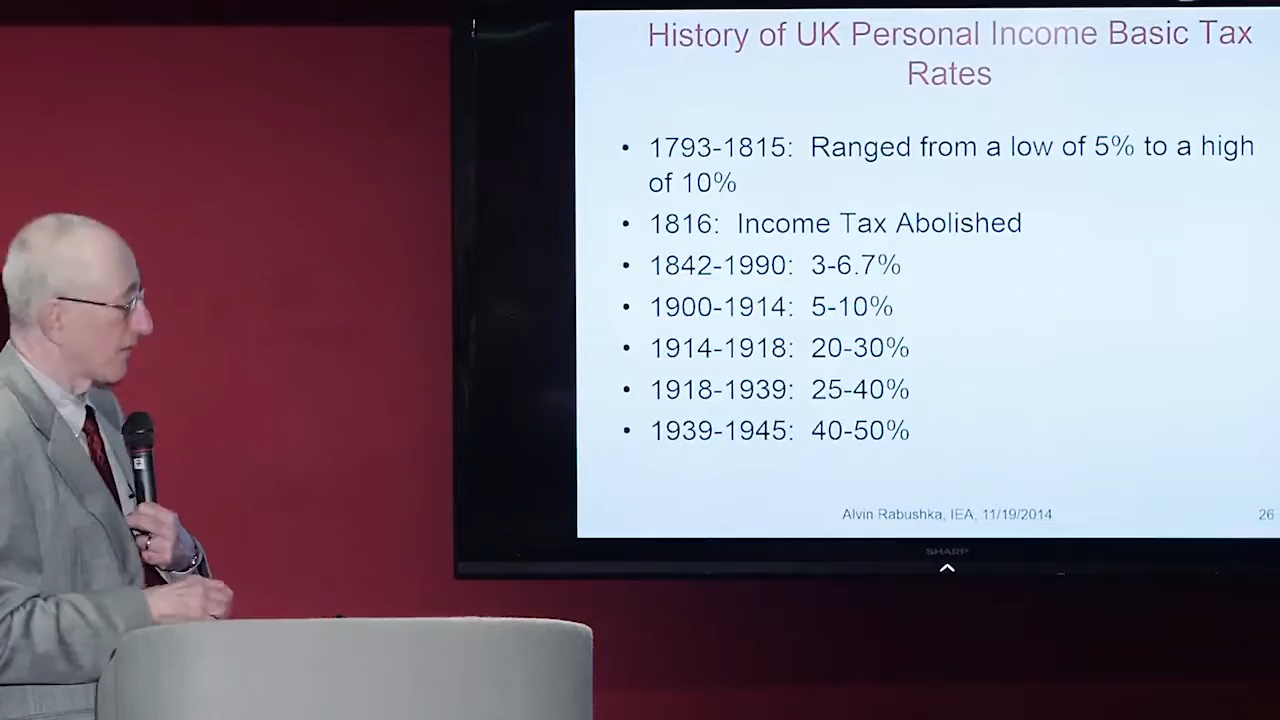 History of UK Personal Income Basic Tax
Rates
• 1793-1815: Ranged from a low of 5% to a high
of 10%
• 1816: Income Tax Abolished
• 1842-1990: 3-6.7%
• 1900-1914: 5-10%
• 1914-1918: 20-30%
• 1918-1939: 25-40%
• 1939-1945: 40-50%
Alvin Rabushka, IEA, 11/19/2014 26
SHARP